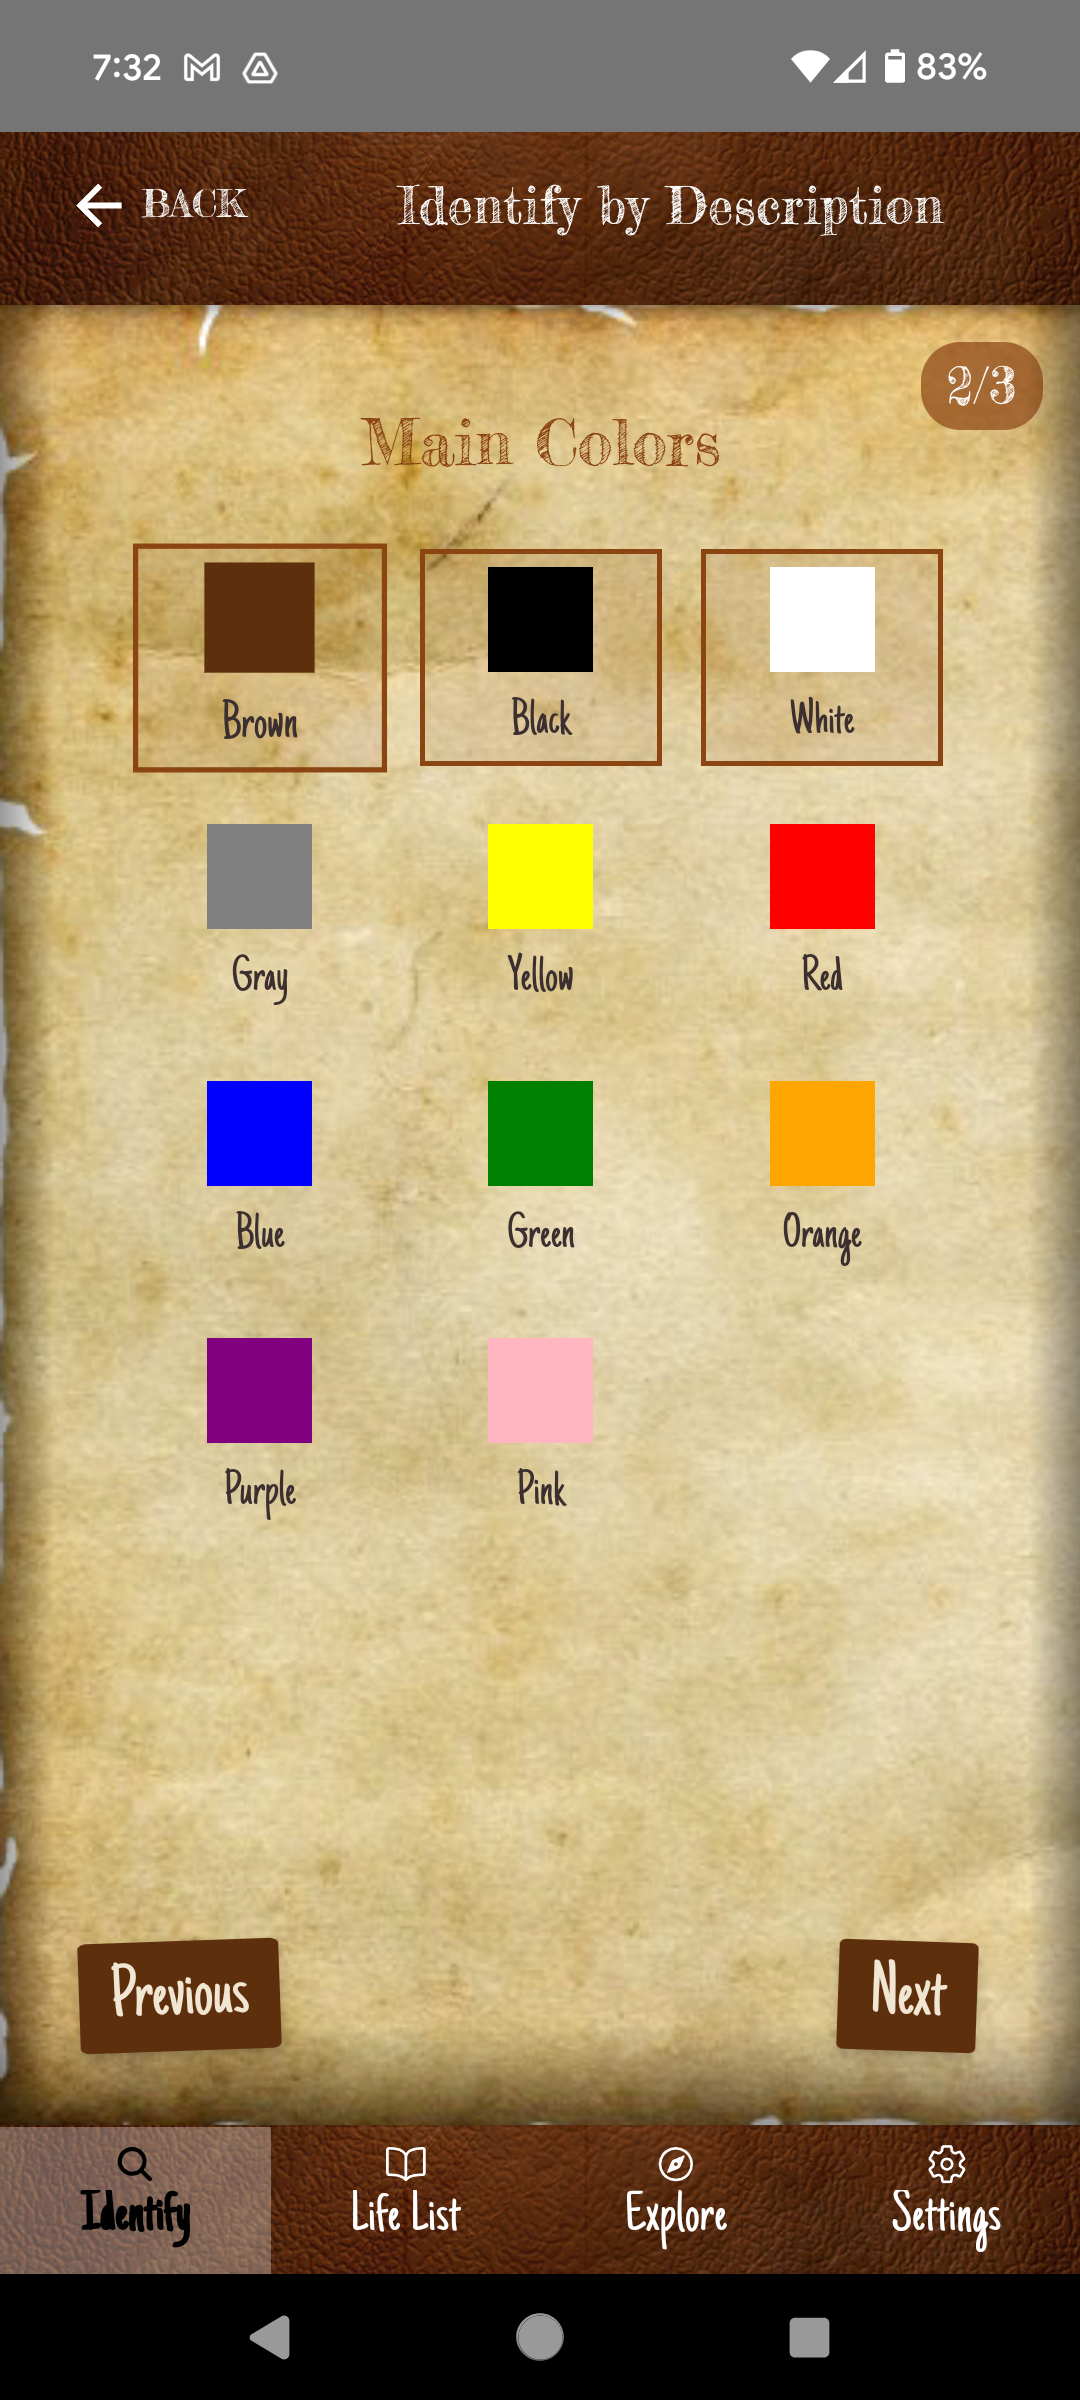 7:32
83%
BACK
Identify by Description
2/3
Main Colors
Brown
Black
White
Gray
Yellow
Red
Blue
Green
Orange
Purple
Pink
Previous
Next
Identify
Life List
Explore
Settings